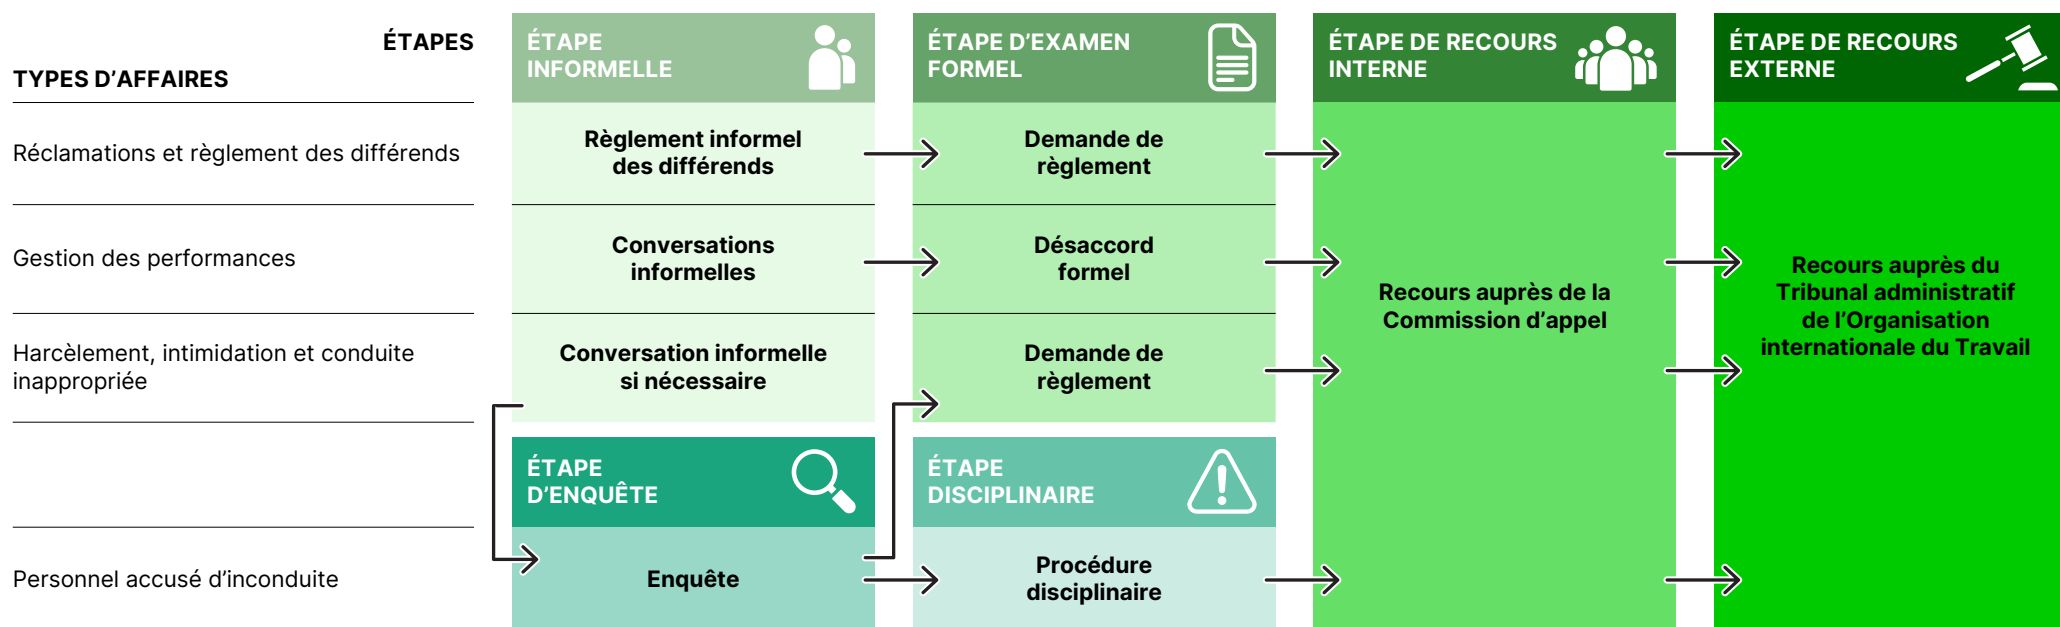 ÉTAPES
TYPES D’AFFAIRES
ÉTAPE
INFORMELLE
ÉTAPE D’EXAMEN
FORMEL
ÉTAPE DE RECOURS
INTERNE
ÉTAPE DE RECOURS
EXTERNE
Réclamations et règlement des différends
Règlement informel
des différends
Demande de
règlement
Gestion des performances
Conversations
informelles
Désaccord
formel
Recours auprès de la
Commission d’appel
Recours auprès du
Tribunal administratif
de l’Organisation
internationale du Travail
Harcèlement, intimidation et conduite
inappropriée
Conversation informelle
si nécessaire
Demande de
règlement
ÉTAPE
D’ENQUÊTE
ÉTAPE
DISCIPLINAIRE
Personnel accusé d’inconduite
Enquête
Procédure
disciplinaire